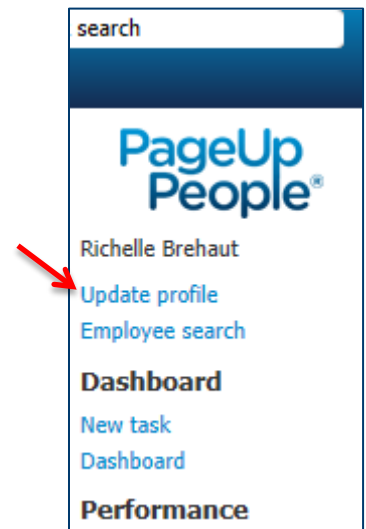 search
PageUp
People®
Richelle Brehaut
Update profile
Employee search
Dashboard
New task
Dashboard
Performance